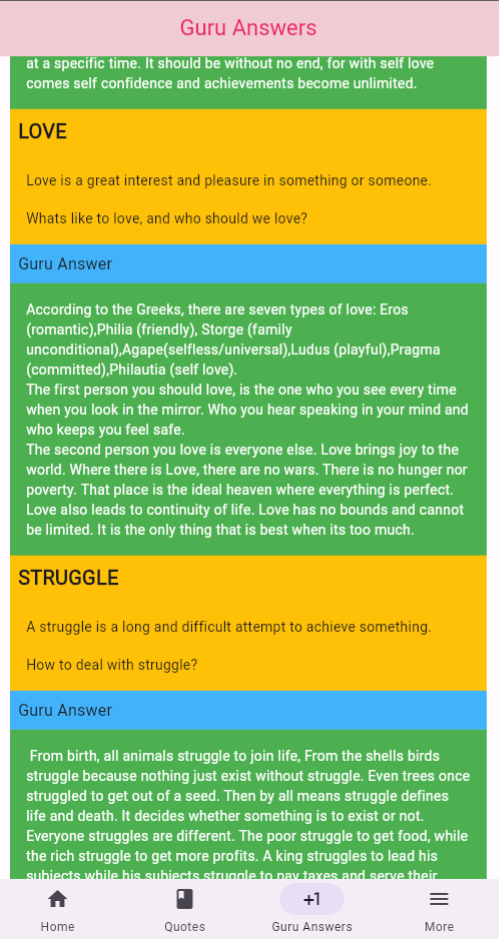 Guru Answers
at a specific time. It should be without no end, for with self love
comes self confidence and achievements become unlimited.
LOVE
Love is a great interest and pleasure in something or someone.
Whats like to love, and who should we love?
Guru Answer
According to the Greeks, there are seven types of love: Eros
(romantic),Philia (friendly), Storge (family
unconditional),Agape(selfless/universal),Ludus (playful),Pragma
(committed),Philautia (self love).
The first person you should love, is the one who you see every time
when you look in the mirror. Who you hear speaking in your mind and
who keeps you feel safe.
The second person you love is everyone else. Love brings joy to the
world. Where there is Love, there are no wars. There is no hunger nor
poverty. That place is the ideal heaven where everything is perfect.
Love also leads to continuity of life. Love has no bounds and cannot
be limited. It is the only thing that is best when its too much.
STRUGGLE
A struggle is a long and difficult attempt to achieve something.
How to deal with struggle?
Guru Answer
From birth, all animals struggle to join life, From the shells birds
struggle because nothing just exist without struggle. Even trees once
struggled to get out of a seed. Then by all means struggle defines
life and death. It decides whether something is to exist or not.
Everyone struggles are different. The poor struggle to get food, while
the rich struggle to get more profits. A king struggles to lead his
subjects while his subjects struggle to pay taxes and serve their
+1
Home Quotes Guru Answers More